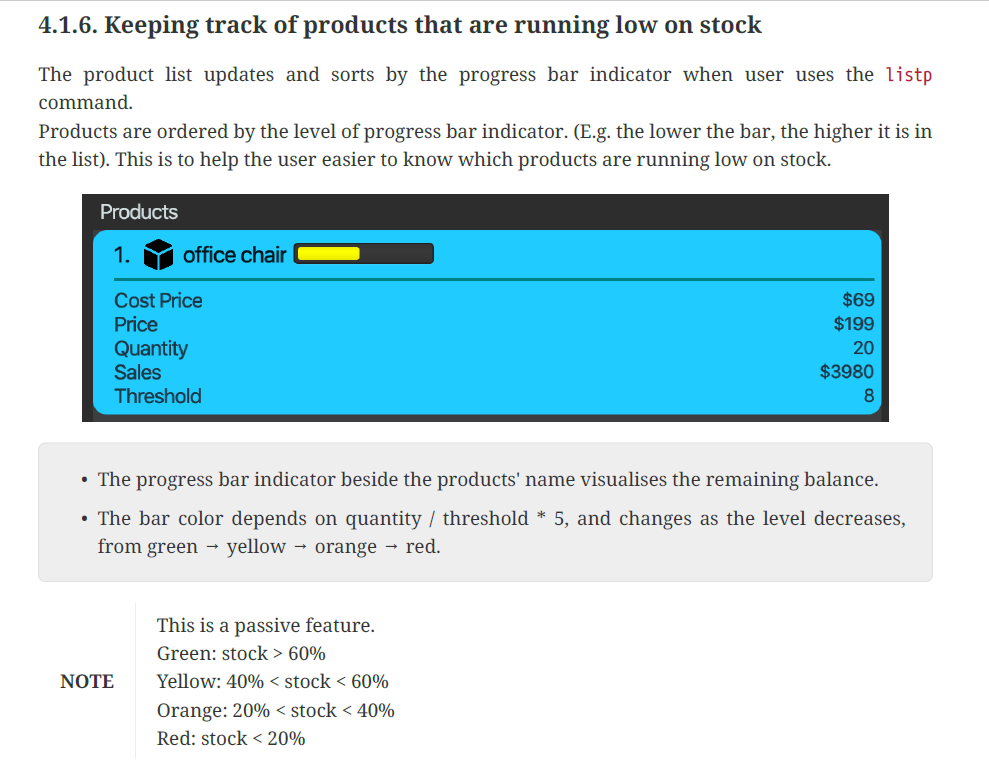 4.1.6. Keeping track of products that are running low on stock
The product list updates and sorts by the progress bar indicator when user uses the listp
command.
Products are ordered by the level of progress bar indicator. (E.g. the lower the bar, the higher it is in
the list). This is to help the user easier to know which products are running low on stock.
Products
1. office chair
Cost Price $69
Price $199
Quantity 20
Sales $3980
Threshold 8
• The progress bar indicator beside the products' name visualises the remaining balance.
• The bar color depends on quantity / threshold * 5, and changes as the level decreases,
from green → yellow → orange → red.
NOTE
This is a passive feature.
Green: stock > 60%
Yellow: 40% < stock < 60%
Orange: 20% < stock < 40%
Red: stock < 20%